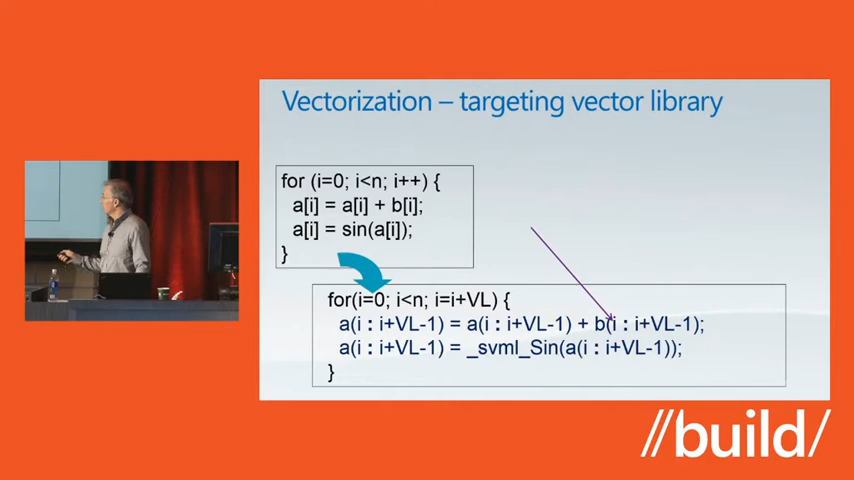 Vectorization – targeting vector library
for (i=0; i<n; i++) {
a[i] = a[i] + b[i];
a[i] = sin(a[i]);
}
for(i=0; i<n; i=i+VL) {
a(i : i+VL-1) = a(i : i+VL-1) + b(i : i+VL-1);
a(i : i+VL-1) = _svml_Sin(a(i : i+VL-1));
}
//build/